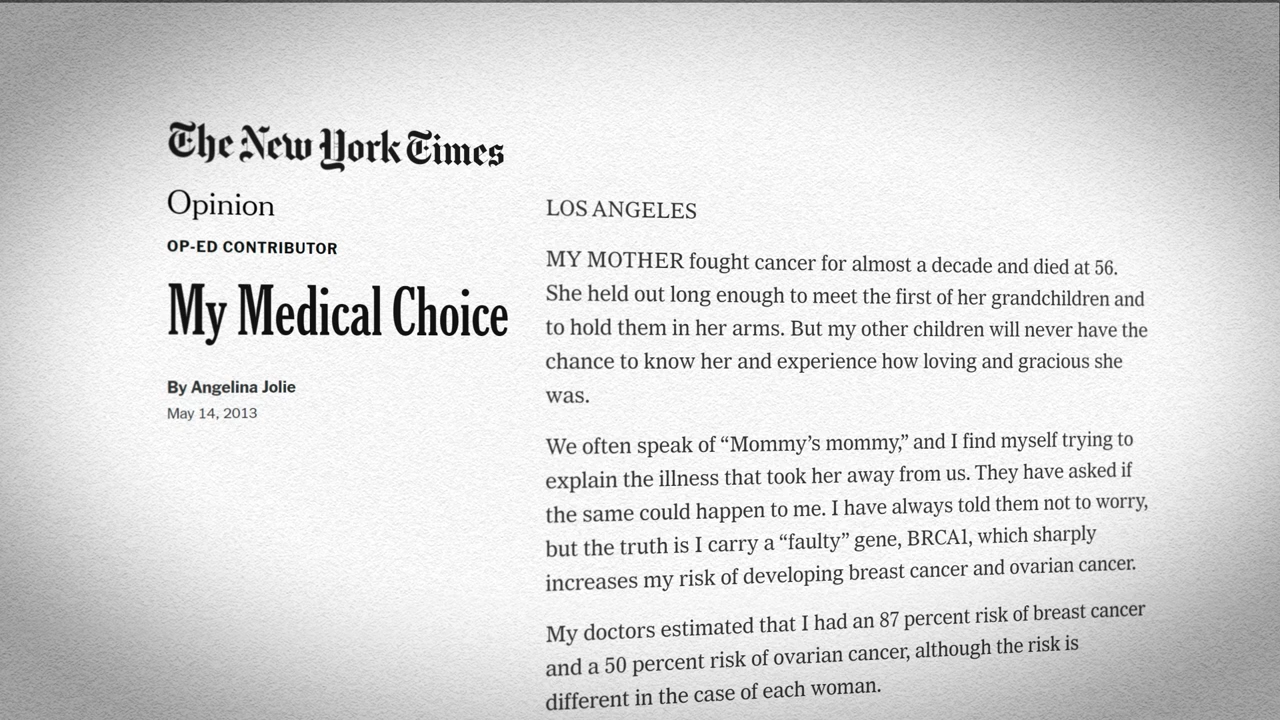 The New York Times
Opinion
OP-ED CONTRIBUTOR
My Medical Choice
By Angelina Jolie
May 14, 2013
LOS ANGELES
MY MOTHER fought cancer for almost a decade and died at 56.
She held out long enough to meet the first of her grandchildren and
to hold them in her arms. But my other children will never have the
chance to know her and experience how loving and gracious she
was.
We often speak of “Mommy’s mommy,” and I find myself trying to
explain the illness that took her away from us. They have asked if
the same could happen to me. I have always told them not to worry,
but the truth is I carry a “faulty” gene, BRCA1, which sharply
increases my risk of developing breast cancer and ovarian cancer.
My doctors estimated that I had an 87 percent risk of breast cancer
and a 50 percent risk of ovarian cancer, although the risk is
different in the case of each woman.